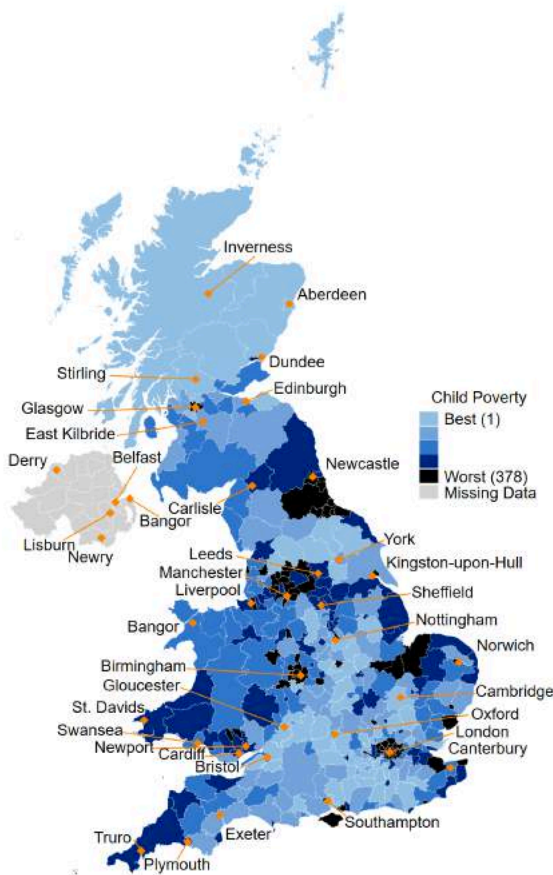 Inverness
Aberdeen
Dundee
Stirling
Edinburgh
Child Poverty
Best (1)
Glasgow
East Kilbride
Belfast
Derry
Newcastle
Worst (378)
Missing Data
Carlisle
Bangor
Lisburn
Newry
York
Leeds
Kingston-upon-Hull
Manchester
Liverpool
Sheffield
Bangor
Nottingham
Norwich
Birmingham
Gloucester
Cambridge
St. Davids
Oxford
Swansea
London
Newport
Canterbury
Cardiff
Bristol
Southampton
Exeter
Truro
Plymouth